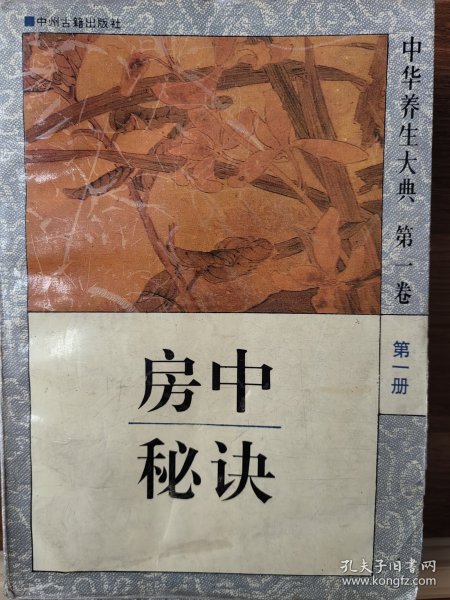 中州古籍出版社
中华养生大典 第一卷
第一册
房中
秘诀
孔夫子旧书网
www.kongfz.com